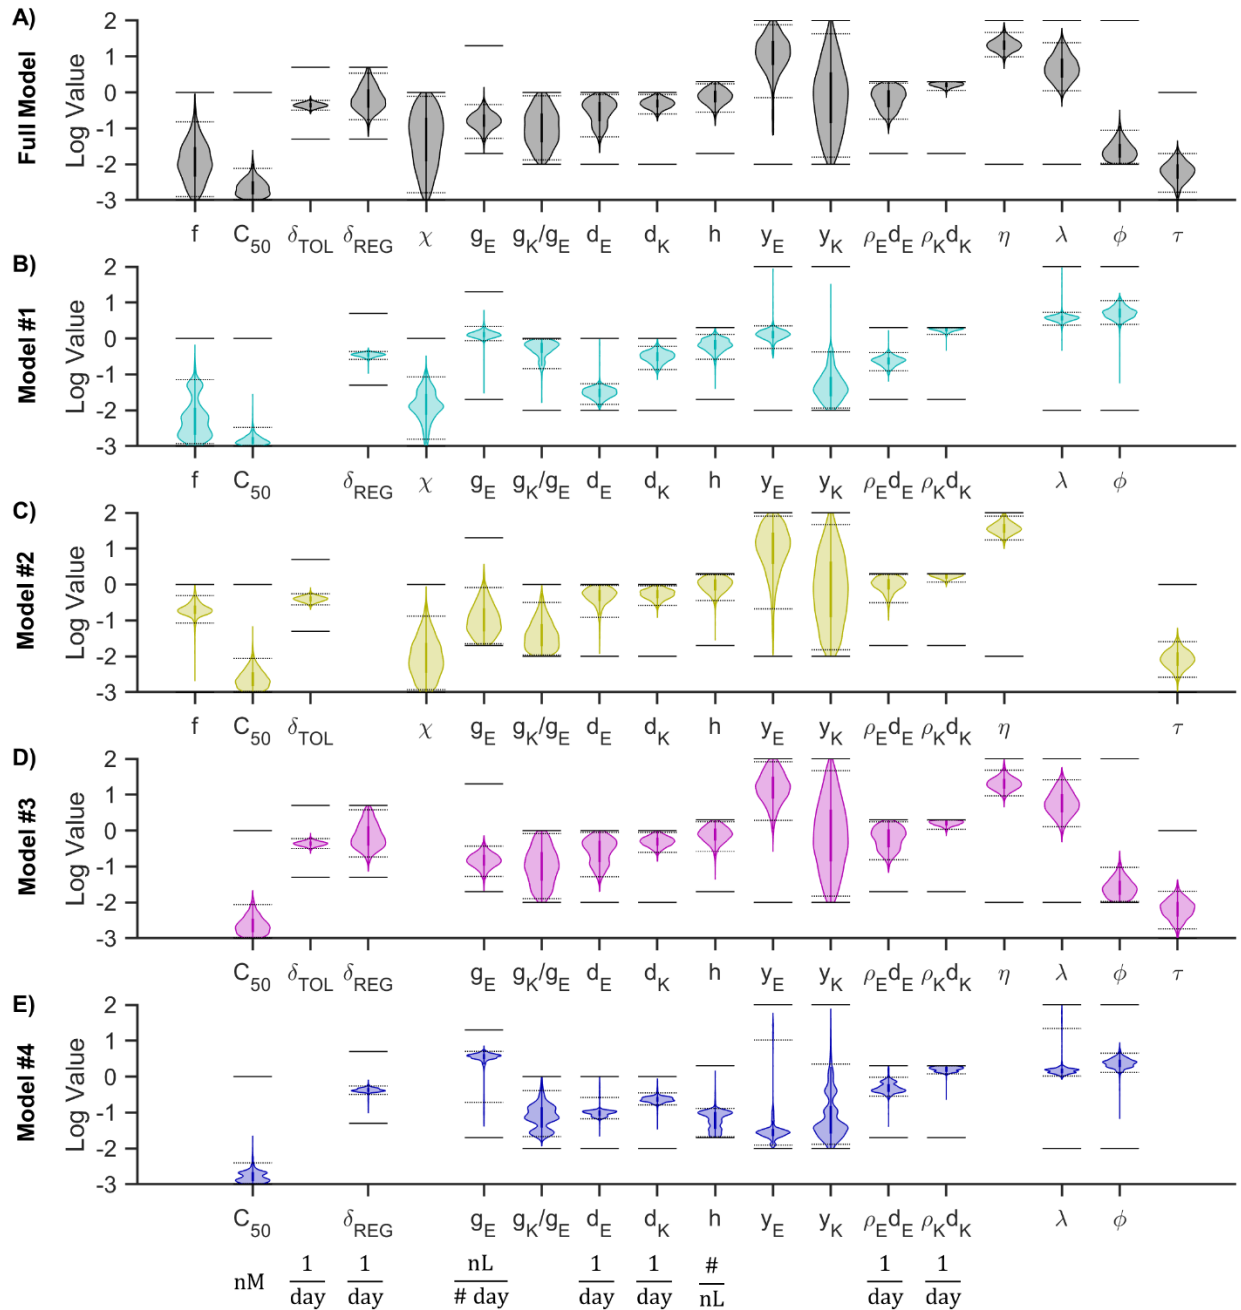 A)
Full Model
Log Value
2
1
0
-1
-2
-3
f C50 δTOL δREG χ gE gK/gE dE dK h yE yK ρEdE ρKdK η λ ϕ τ
B)
Model #1
Log Value
2
1
0
-1
-2
-3
f C50 δREG χ gE gK/gE dE dK h yE yK ρEdE ρKdK λ ϕ
C)
Model #2
Log Value
2
1
0
-1
-2
-3
f C50 δTOL χ gE gK/gE dE dK h yE yK ρEdE ρKdK η τ
D)
Model #3
Log Value
2
1
0
-1
-2
-3
C50 δTOL δREG gE gK/gE dE dK h yE yK ρEdE ρKdK η λ ϕ τ
E)
Model #4
Log Value
2
1
0
-1
-2
-3
C50 δREG gE gK/gE dE dK h yE yK ρEdE ρKdK λ ϕ
nM 1/day 1/day nL/# day 1/day 1/day #/nL 1/day 1/day